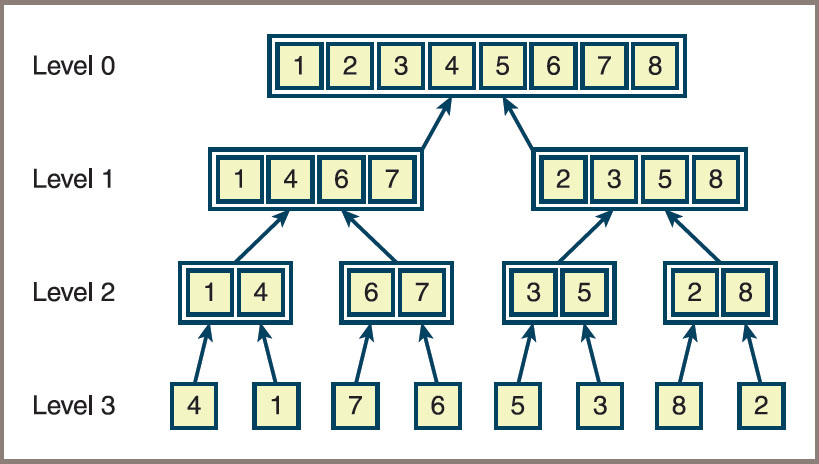 Level 0 1 2 3 4 5 6 7 8
Level 1 1 4 6 7 2 3 5 8
Level 2 1 4 6 7 3 5 2 8
Level 3 4 1 7 6 5 3 8 2